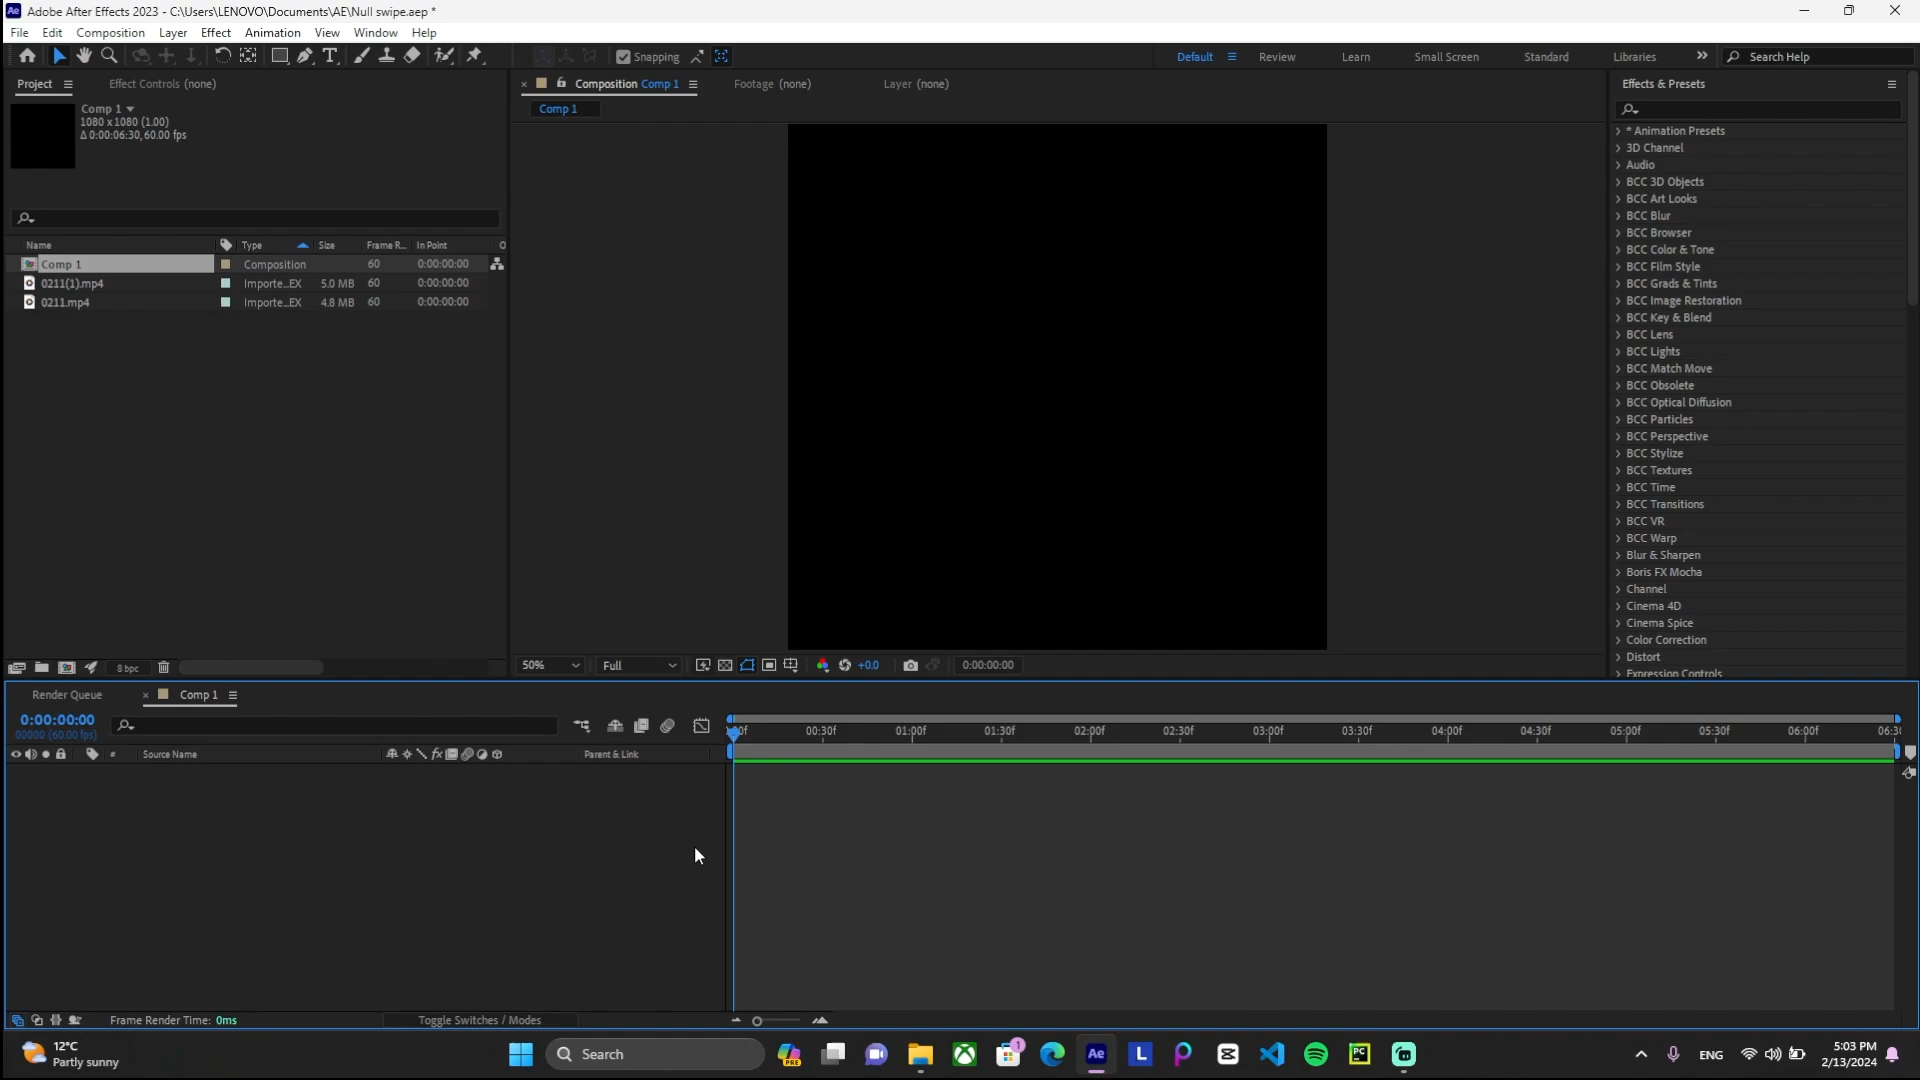 Ae Adobe After Effects 2023 - C:\Users\LENOVO\Documents\AE\Null swipe.aep *
File Edit Composition Layer Effect Animation View Window Help
Snapping Default Review Learn Small Screen Standard Libraries Search Help
Project Effect Controls (none)
Comp 1
1080 x 1080 (1.00)
Δ 0:00:06:30, 60.00 fps
Name Type Size Frame R... In Point O
Comp 1 Composition 60 0:00:00:00
0211(1).mp4 Importe...EX 5.0 MB 60 0:00:00:00
0211.mp4 Importe...EX 4.8 MB 60 0:00:00:00
8 bpc
Composition Comp 1 Footage (none) Layer (none)
Comp 1
50% Full +0.0 0:00:00:00
Effects & Presets
* Animation Presets
3D Channel
Audio
BCC 3D Objects
BCC Art Looks
BCC Blur
BCC Browser
BCC Color & Tone
BCC Film Style
BCC Grads & Tints
BCC Image Restoration
BCC Key & Blend
BCC Lens
BCC Lights
BCC Match Move
BCC Obsolete
BCC Optical Diffusion
BCC Particles
BCC Perspective
BCC Stylize
BCC Textures
BCC Time
BCC Transitions
BCC VR
BCC Warp
Blur & Sharpen
Boris FX Mocha
Channel
Cinema 4D
Cinema Spice
Color Correction
Distort
Expression Controls
Render Queue Comp 1
0:00:00:00
00000 (60.00 fps)
00f 00:30f 01:00f 01:30f 02:00f 02:30f 03:00f 03:30f 04:00f 04:30f 05:00f 05:30f 06:00f 06:30
# Source Name fx Parent & Link
Frame Render Time: 0ms Toggle Switches / Modes
12°C
Partly sunny
Search PRE 1 Ae L PC ENG
5:03 PM
2/13/2024